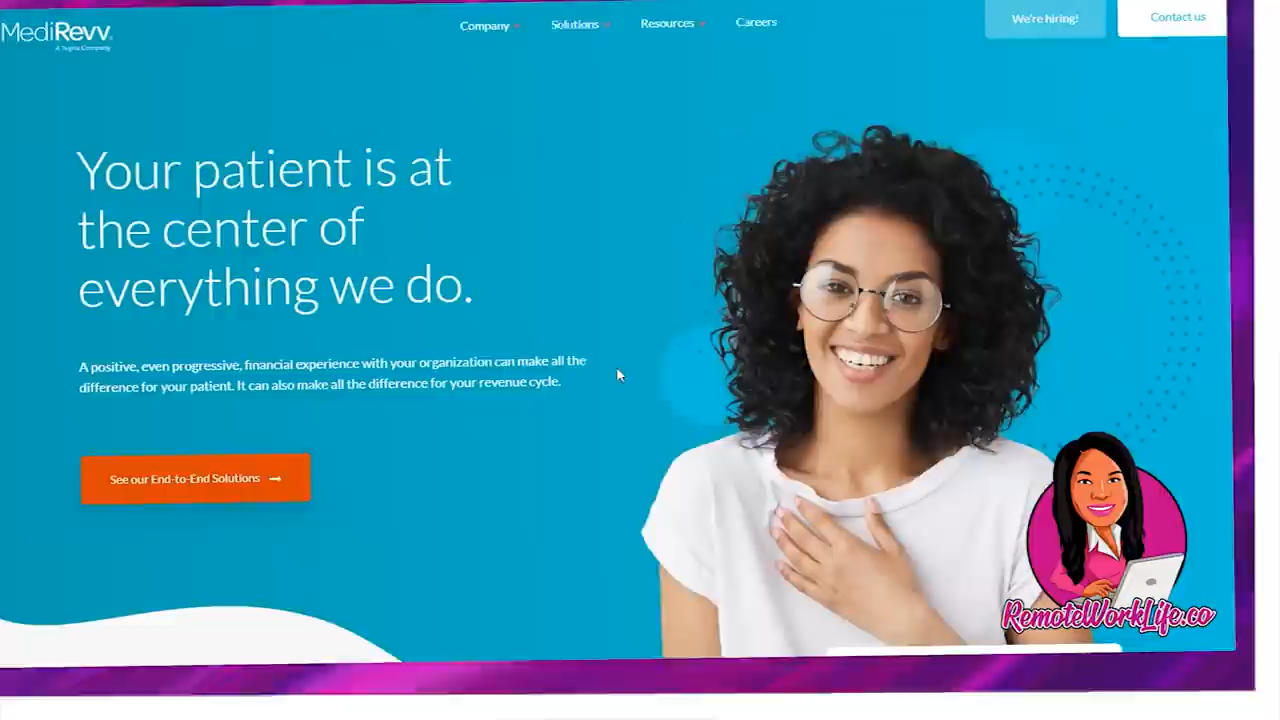 MediRevv
Company
Solutions
Resources
Careers
We're hiring!
Contact us
Your patient is at
the center of
everything we do.
A positive, even progressive, financial experience with your organization can make all the
difference for your patient. It can also make all the difference for your revenue cycle.
See our End-to-End Solutions
RemoteWorkLife.co